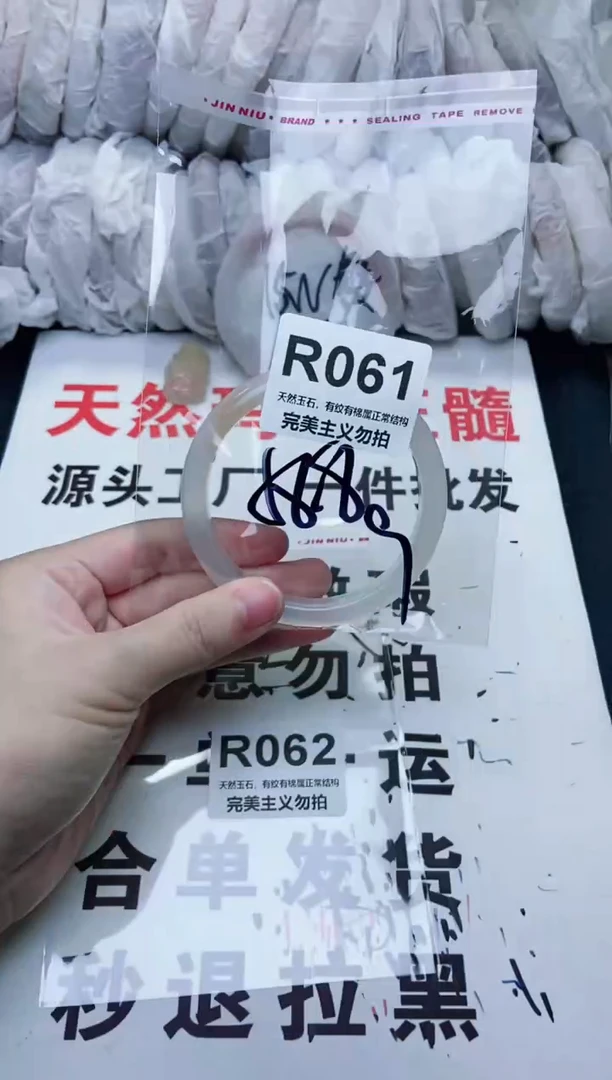 JIN NIU BRAND *** SEALING TAPE REMOVE
R061
天然玉石，有纹有棉属正常结构
完美主义勿拍
天然 髓
源头工厂 件批发
JIN NIU
勿拍
R062
天然玉石，有纹有棉属正常结构
完美主义勿拍
运
合单发货
秒退拉黑